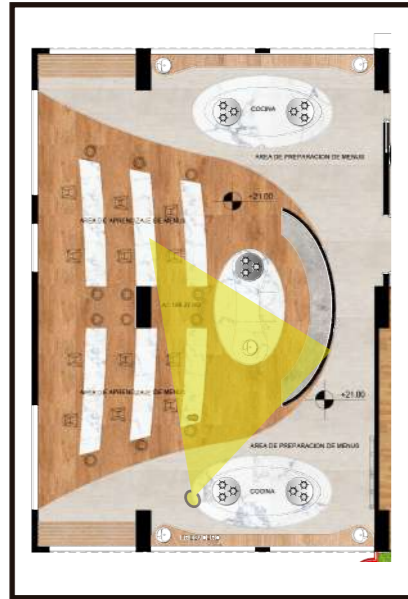 COCINA
AREA DE PREPARACION DE MENUS
+21.00
AREA DE APRENDIZAJE DE MENUS
AREA DE APRENDIZAJE DE MENUS
+21.00
AREA DE PREPARACION DE MENUS
COCINA